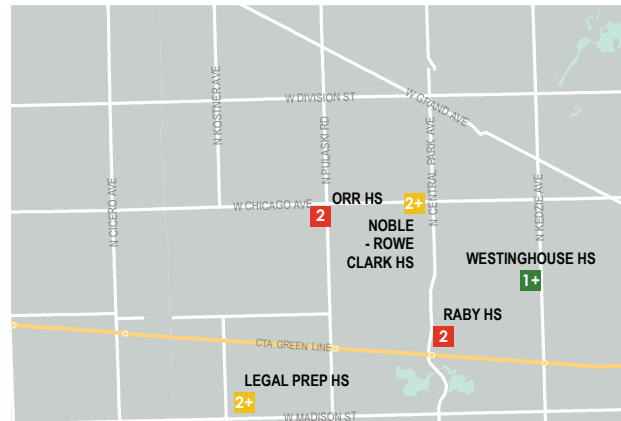 W DIVISION ST
W GRAND AVE
N KOSTNER AVE
N PULASKI RD
N CENTRAL PARK AVE
N CICERO AVE
N KEDZIE AVE
W CHICAGO AVE
ORR HS
2
2+
NOBLE
- ROWE
CLARK HS
WESTINGHOUSE HS
1+
RABY HS
2
CTA GREEN LINE
LEGAL PREP HS
2+
W MADISON ST